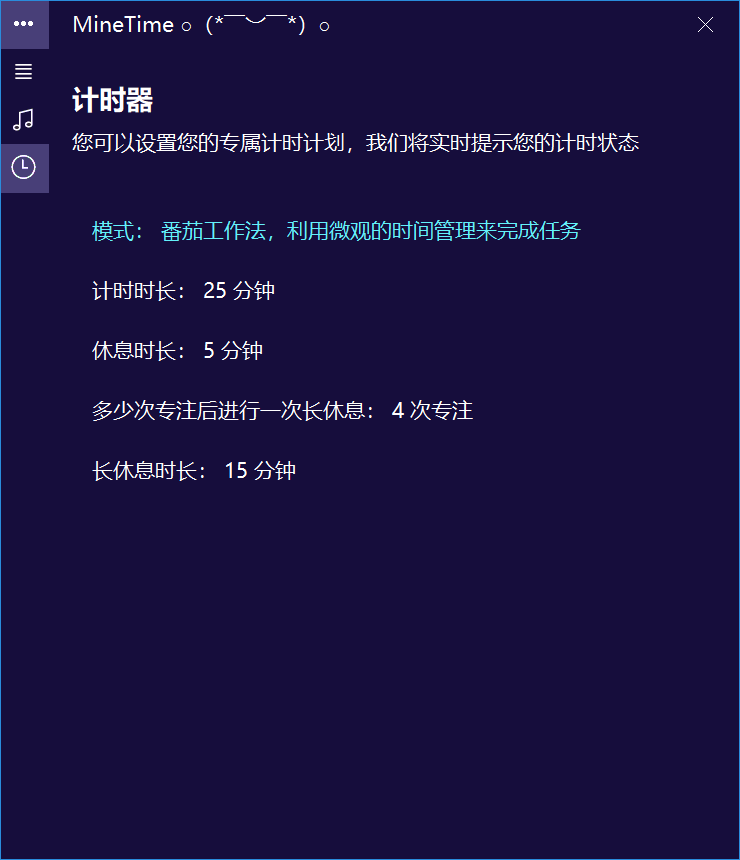 MineTime ○（*￣︶￣*）○
计时器
您可以设置您的专属计时计划，我们将实时提示您的计时状态
模式： 番茄工作法，利用微观的时间管理来完成任务
计时时长： 25 分钟
休息时长： 5 分钟
多少次专注后进行一次长休息： 4 次专注
长休息时长： 15 分钟